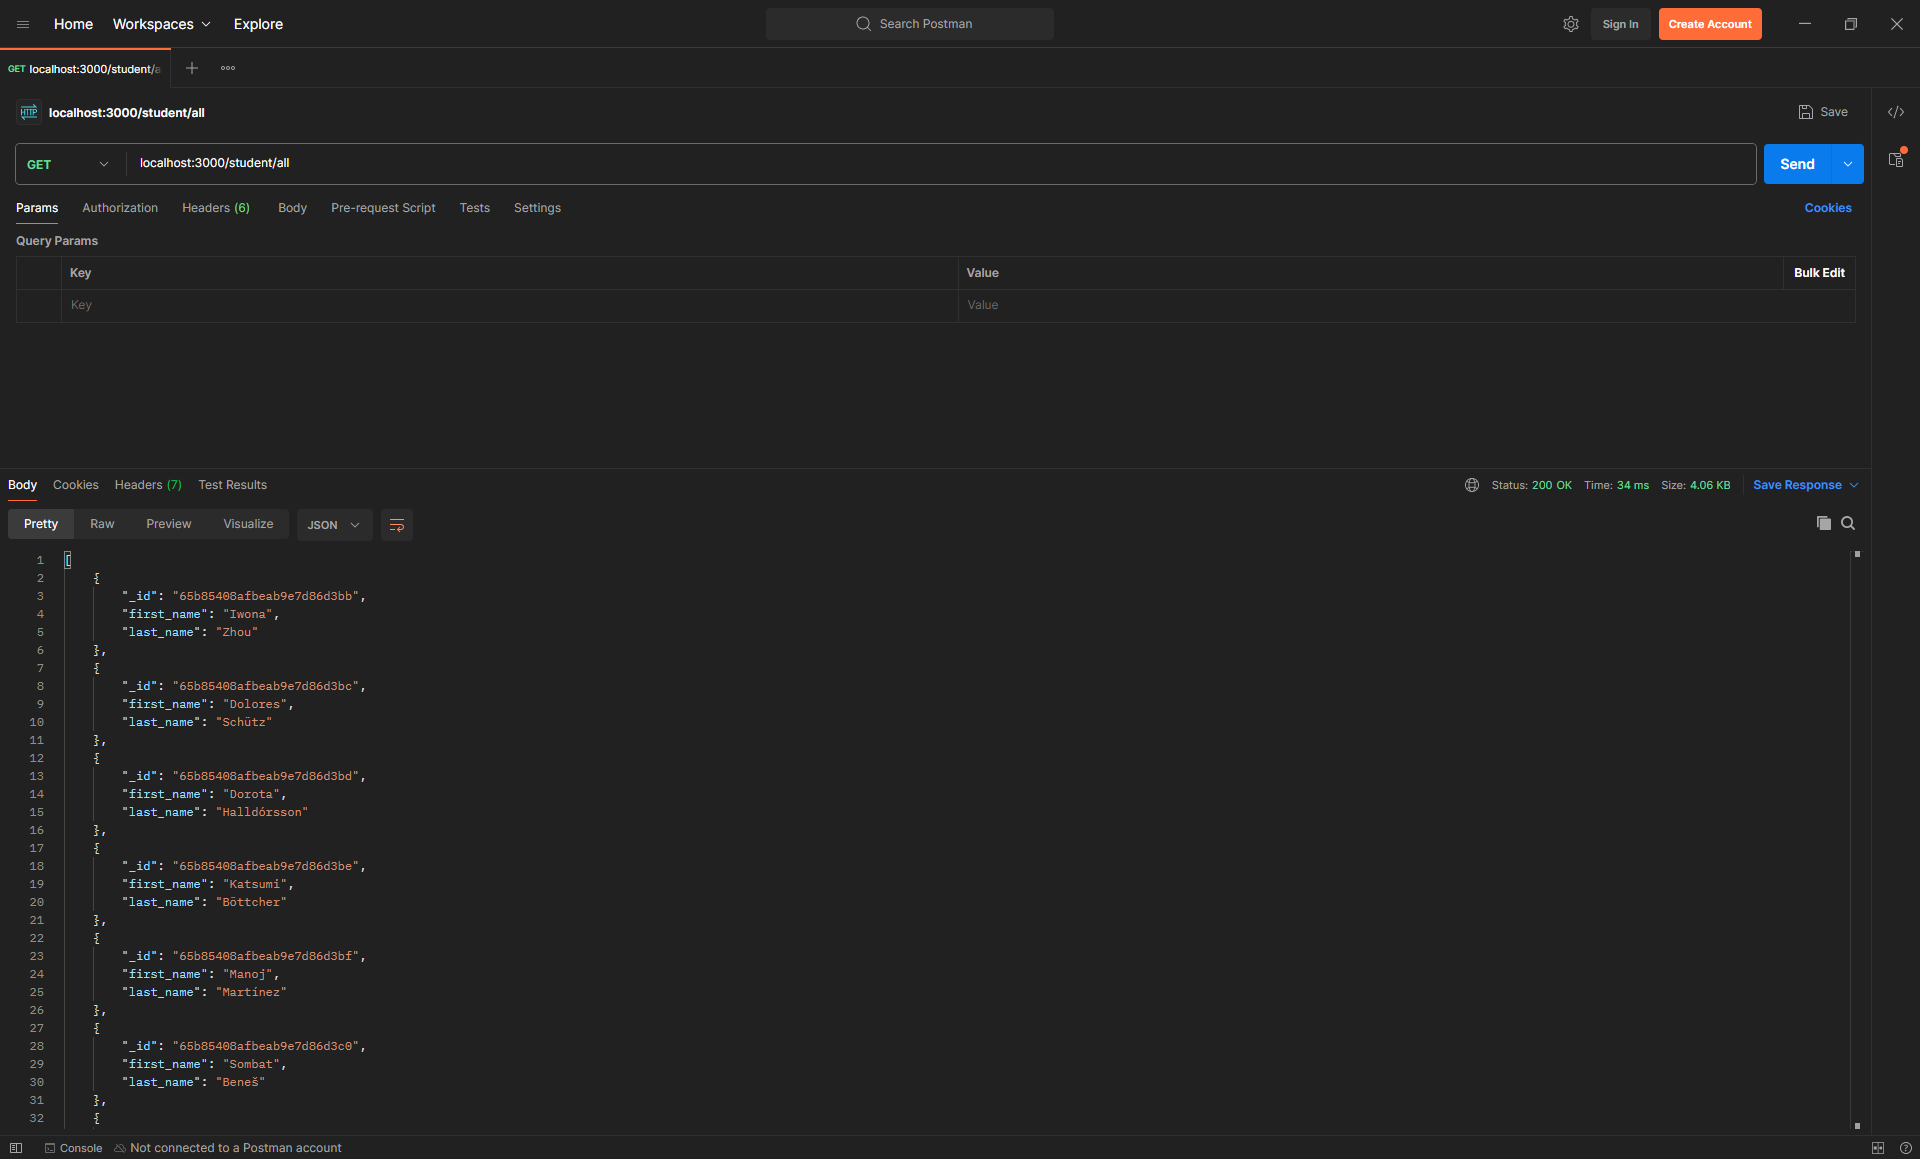 Home Workspaces Explore Search Postman Sign In Create Account
GET localhost:3000/student/a
HTTP localhost:3000/student/all Save
GET localhost:3000/student/all Send
Params Authorization Headers (6) Body Pre-request Script Tests Settings Cookies
Query Params
Key Value Bulk Edit
Key Value
Body Cookies Headers (7) Test Results Status: 200 OK Time: 34 ms Size: 4.06 KB Save Response
Pretty Raw Preview Visualize JSON
1 [
2 {
3 "_id": "65b85408afbeab9e7d86d3bb",
4 "first_name": "Iwona",
5 "last_name": "Zhou"
6 },
7 {
8 "_id": "65b85408afbeab9e7d86d3bc",
9 "first_name": "Dolores",
10 "last_name": "Schütz"
11 },
12 {
13 "_id": "65b85408afbeab9e7d86d3bd",
14 "first_name": "Dorota",
15 "last_name": "Halldórsson"
16 },
17 {
18 "_id": "65b85408afbeab9e7d86d3be",
19 "first_name": "Katsumi",
20 "last_name": "Böttcher"
21 },
22 {
23 "_id": "65b85408afbeab9e7d86d3bf",
24 "first_name": "Manoj",
25 "last_name": "Martínez"
26 },
27 {
28 "_id": "65b85408afbeab9e7d86d3c0",
29 "first_name": "Sombat",
30 "last_name": "Beneš"
31 },
32 {
Console Not connected to a Postman account